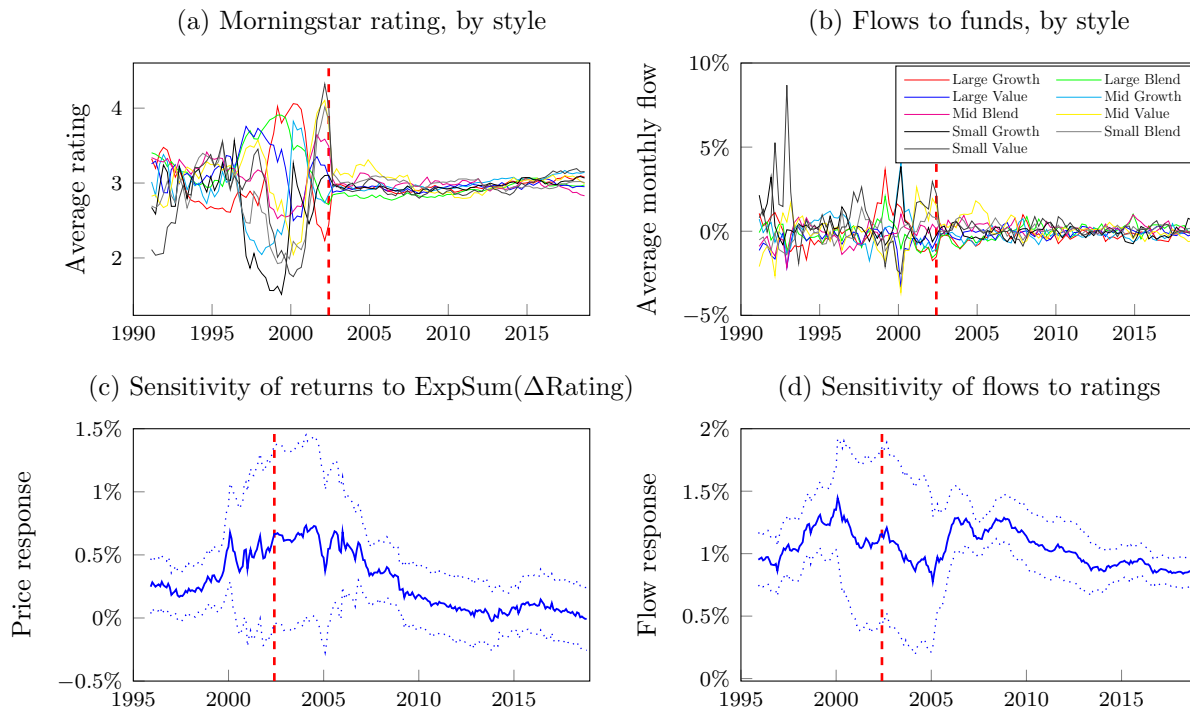 (a) Morningstar rating, by style
Average rating
4
3
2
1990 1995 2000 2005 2010 2015
(b) Flows to funds, by style
Average monthly flow
10%
5%
0%
−5%
Large Growth
Large Blend
Large Value
Mid Growth
Mid Blend
Mid Value
Small Growth
Small Blend
Small Value
1990 1995 2000 2005 2010 2015
(c) Sensitivity of returns to ExpSum(ΔRating)
Price response
1.5%
1%
0.5%
0%
−0.5%
1995 2000 2005 2010 2015
(d) Sensitivity of flows to ratings
Flow response
2%
1.5%
1%
0.5%
0%
1995 2000 2005 2010 2015